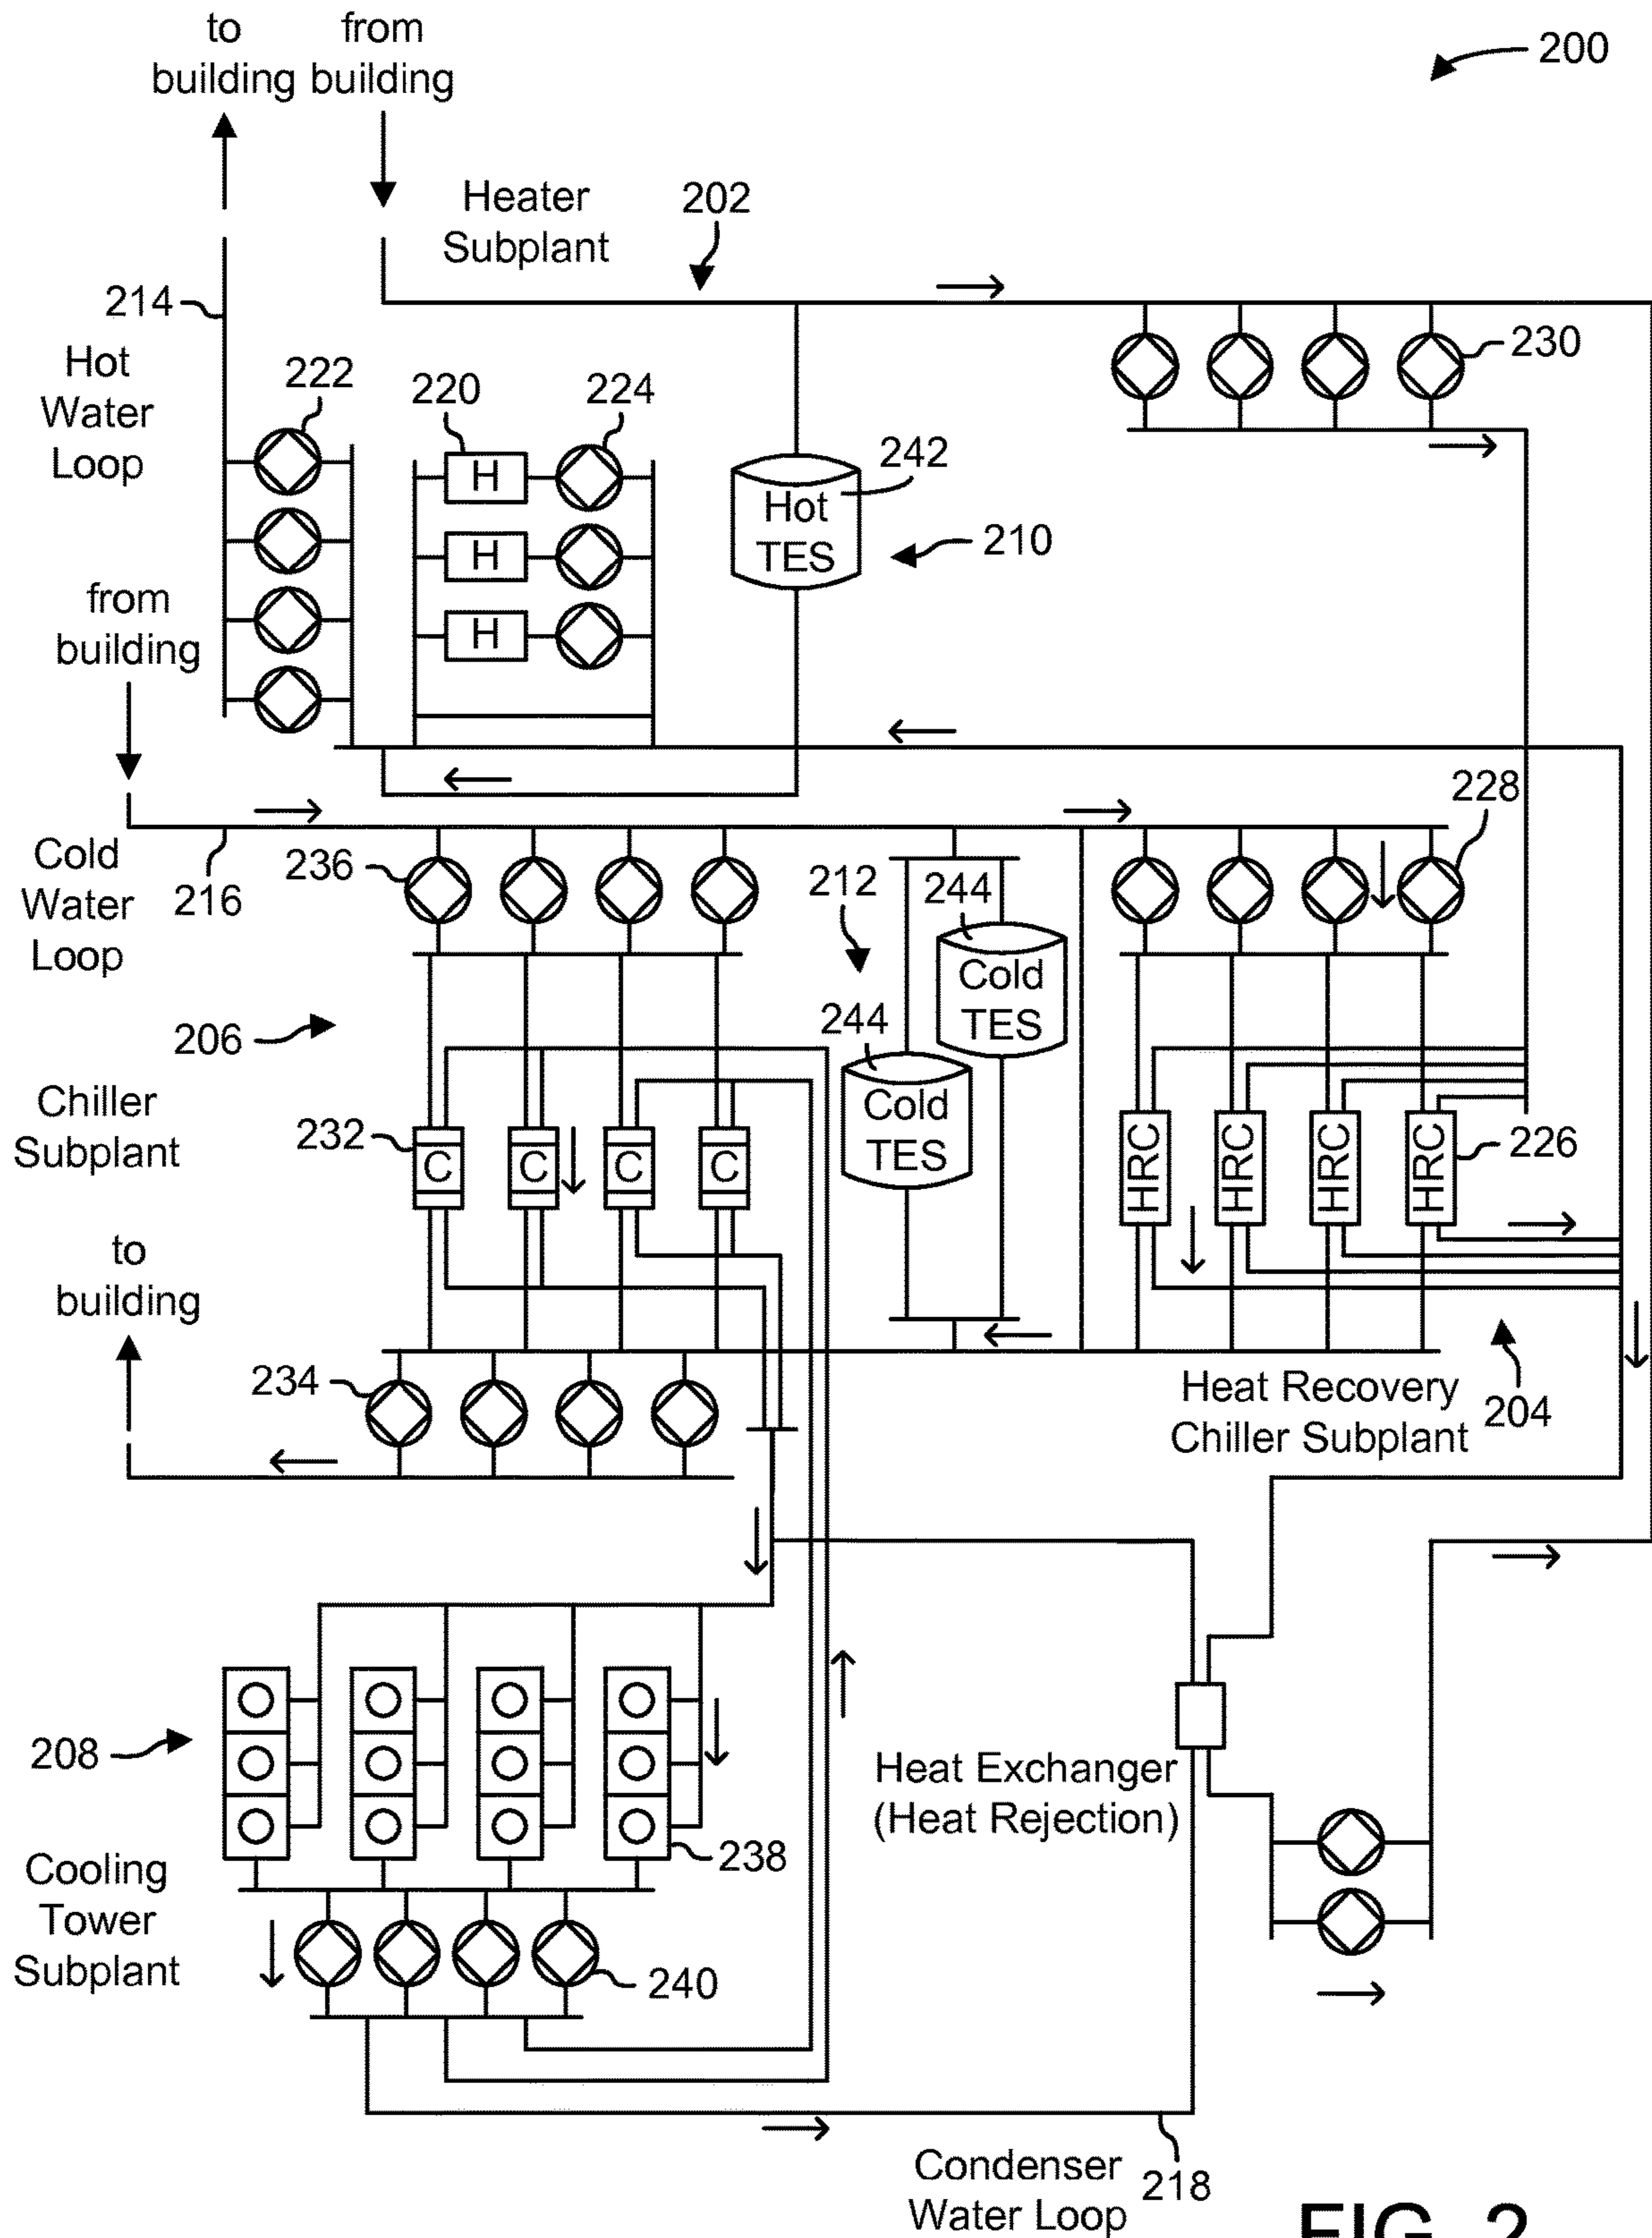 to
building
from
building
200
Heater
Subplant
202
214
Hot
Water
Loop
222
220
224
H
H
H
Hot
TES
242
210
230
from
building
Cold
Water
Loop
216
236
212
244
Cold
TES
244
Cold
TES
228
206
Chiller
Subplant
232
C
C
C
C
HRC
HRC
HRC
HRC
226
to
building
234
Heat Recovery
Chiller Subplant
204
208
Cooling
Tower
Subplant
238
240
Heat Exchanger
(Heat Rejection)
Condenser
Water Loop
218
FIG. 2